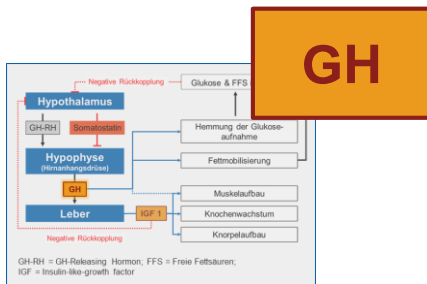 GH
Negative Rückkopplung
Glukose & FFS
Hypothalamus
GH-RH
Somatostatin
Hemmung der Glukose-
aufnahme
Hypophyse
(Hirnanhangsdrüse)
Fettmobilisierung
GH
Muskelaufbau
Leber
IGF 1
Knochenwachstum
Knorpelaufbau
Negative Rückkopplung
GH-RH = GH-Releasing Hormon; FFS = Freie Fettsäuren;
IGF = Insulin-like-growth factor